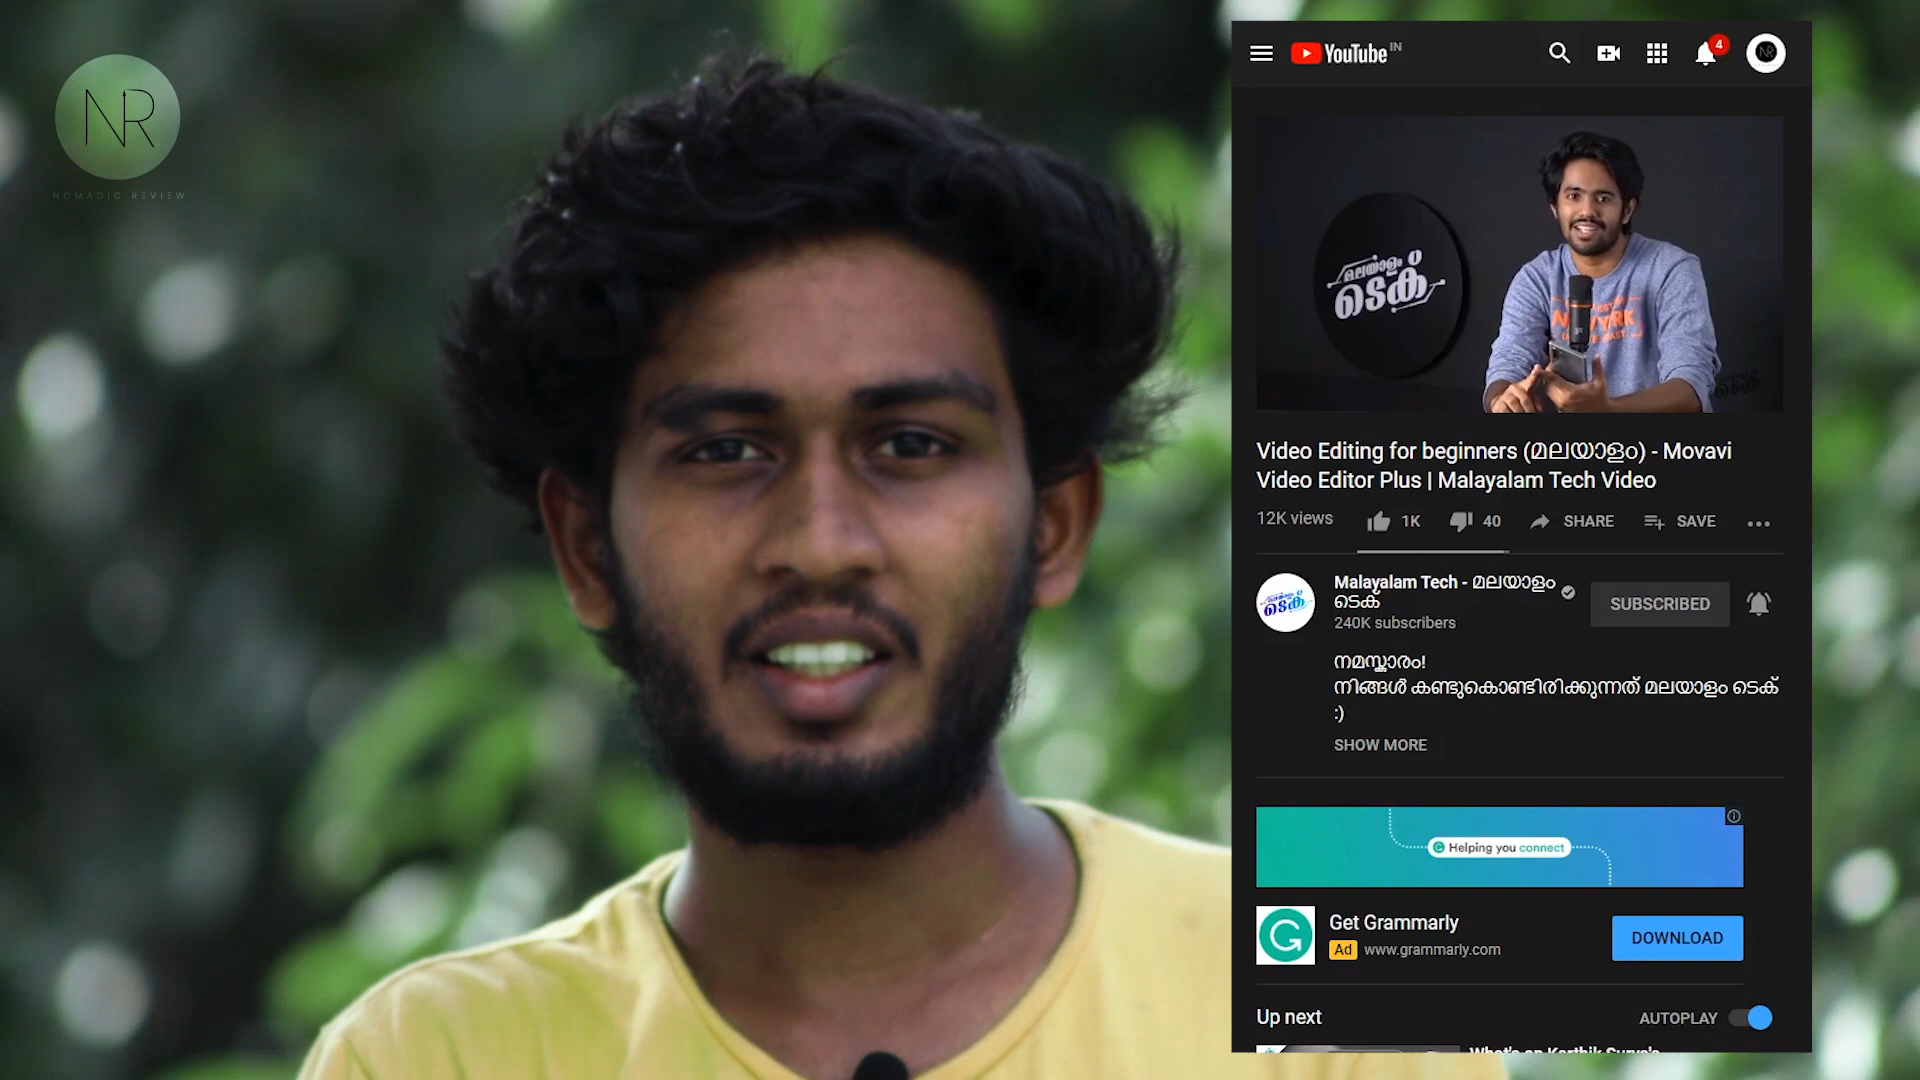 NR
NOMADIC REVIEW
YouTube IN
4
മലയാളം
ടെക്
Video Editing for beginners (മലയാളം) - Movavi
Video Editor Plus | Malayalam Tech Video
12K views 1K 40 SHARE SAVE
Malayalam Tech - മലയാളം
ടെക്
240K subscribers
SUBSCRIBED
നമസ്ക്കാരം!
നിങ്ങൾ കണ്ടുകൊണ്ടിരിക്കുന്നത് മലയാളം ടെക്
:)
SHOW MORE
Helping you connect
Get Grammarly
Ad www.grammarly.com
DOWNLOAD
Up next
AUTOPLAY